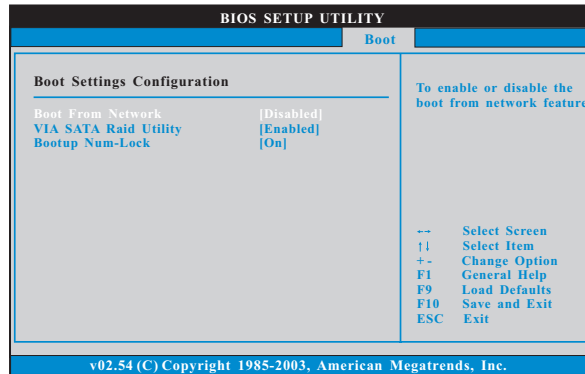 BIOS SETUP UTILITY
Boot
Boot Settings Configuration
Boot From Network [Disabled]
VIA SATA Raid Utility [Enabled]
Bootup Num-Lock [On]
To enable or disable the
boot from network feature
←→ Select Screen
↑↓ Select Item
+ - Change Option
F1 General Help
F9 Load Defaults
F10 Save and Exit
ESC Exit
v02.54 (C) Copyright 1985-2003, American Megatrends, Inc.